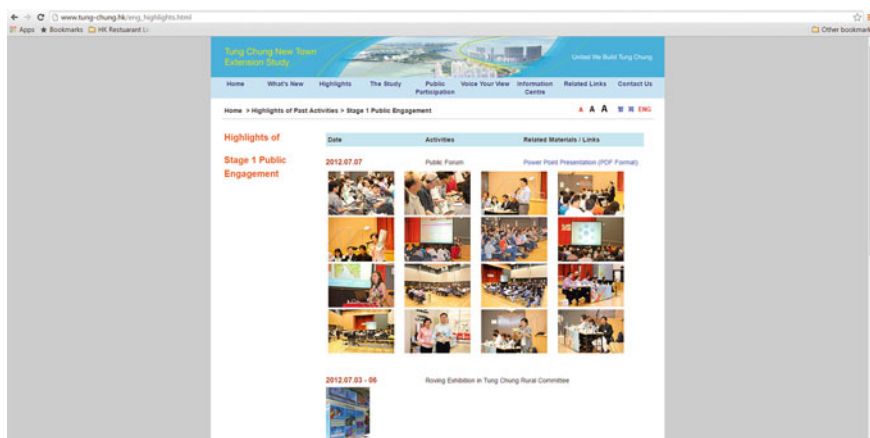 www.tung-chung.hk/eng_highlights.html
Apps Bookmarks HK Restuarant Li
Other bookmark
Tung Chung New Town
Extension Study
United We Build Tung Chung
Home What's New Highlights The Study Public Participation Voice Your View Information Centre Related Links Contact Us
Home > Highlights of Past Activities > Stage 1 Public Engagement
A A A 繁 簡 ENG
Highlights of
Stage 1 Public
Engagement
Date Activities Related Materials / Links
2012.07.07 Public Forum Power Point Presentation (PDF Format)
2012.07.03 - 06 Roving Exhibition in Tung Chung Rural Committee